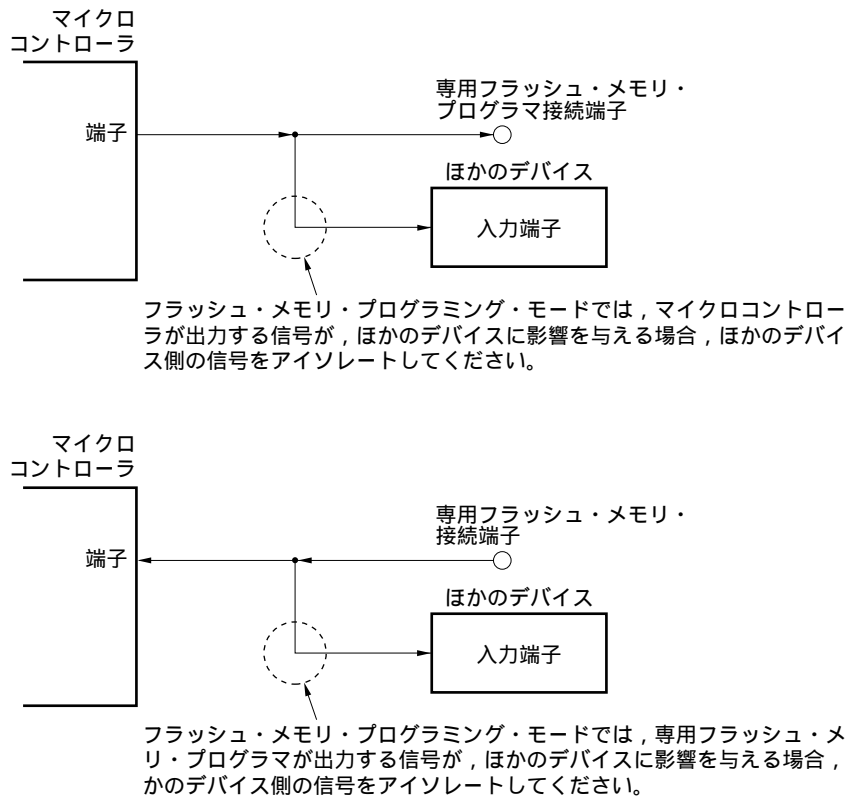 マイクロ
コントローラ
端子
専用フラッシュ・メモリ・
プログラマ接続端子
ほかのデバイス
入力端子
フラッシュ・メモリ・プログラミング・モードでは，マイクロコントロー
ラが出力する信号が，ほかのデバイスに影響を与える場合，ほかのデバイ
ス側の信号をアイソレートしてください。
マイクロ
コントローラ
端子
専用フラッシュ・メモリ・
接続端子
ほかのデバイス
入力端子
フラッシュ・メモリ・プログラミング・モードでは，専用フラッシュ・メ
リ・プログラマが出力する信号が，ほかのデバイスに影響を与える場合，
かのデバイス側の信号をアイソレートしてください。